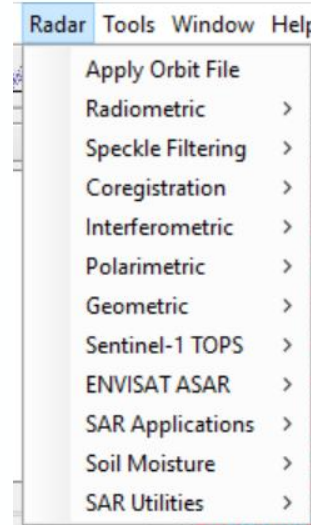 Radar Tools Window Help
Apply Orbit File
Radiometric >
Speckle Filtering >
Coregistration >
Interferometric >
Polarimetric >
Geometric >
Sentinel-1 TOPS >
ENVISAT ASAR >
SAR Applications >
Soil Moisture >
SAR Utilities >